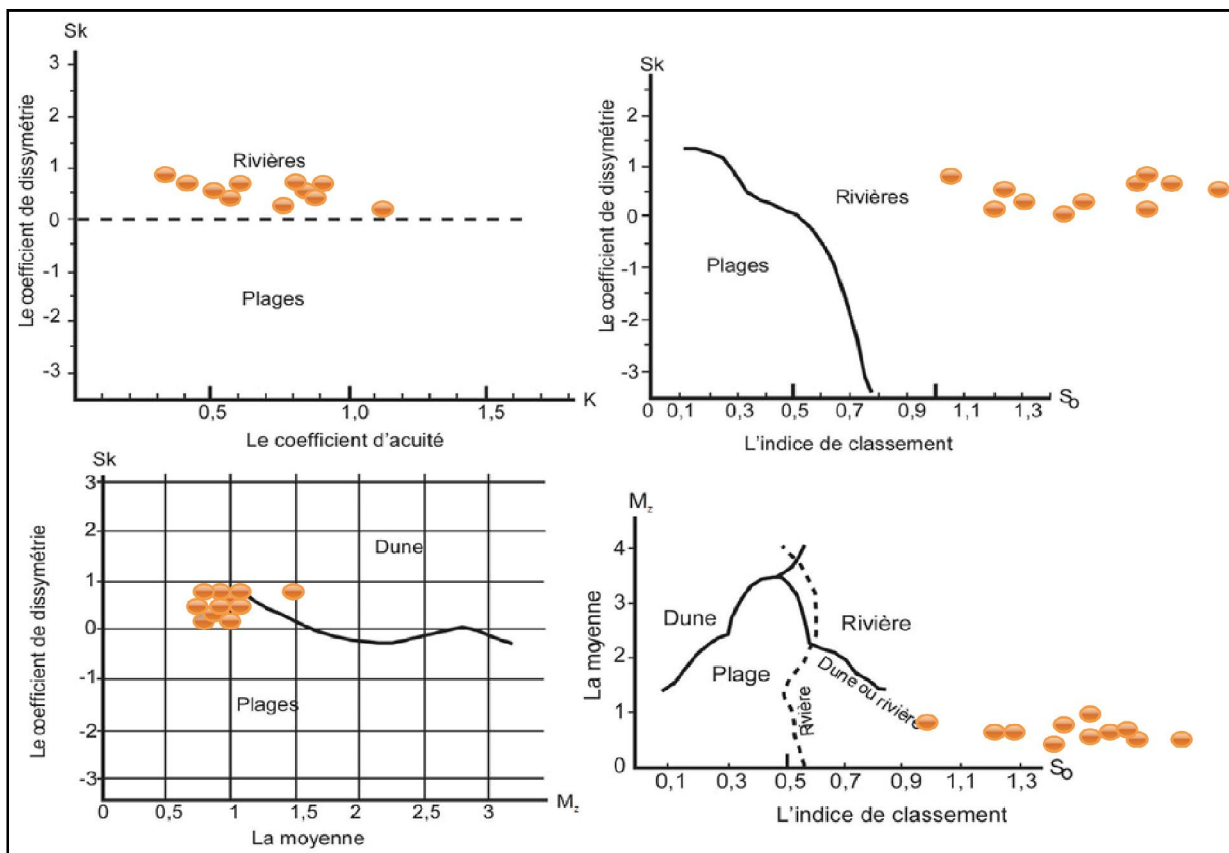 Sk
3
2
1
0
-1
-2
-3
Le coefficient de dissymétrie
Rivières
Plages
0,5 1,0 1,5 K
Le coefficient d'acuité
Sk
2
1
0
-1
-2
-3
Le coefficient de dissymétrie
Rivières
Plages
0 0,1 0,3 0,5 0,7 0,9 1,1 1,3 So
L'indice de classement
Sk
3
2
1
0
-1
-2
-3
Le coefficient de dissymétrie
Dune
Plages
0 0,5 1 1,5 2 2,5 3 Mz
La moyenne
Mz
4
3
2
1
0
La moyenne
Dune
Rivière
Plage
Dune ou rivière
Rivière
0,1 0,3 0,5 0,7 0,9 1,1 1,3 So
L'indice de classement